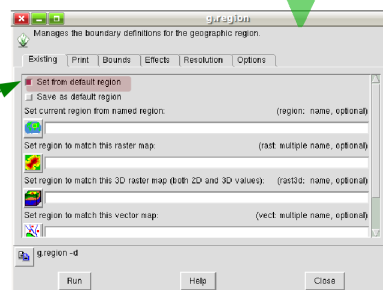 g.region
Manages the boundary definitions for the geographic region.
Existing Print Bounds Effects Resolution Options
Set from default region
Save as default region
Set current region from named region: (region: name, optional)
Set region to match this raster map: (rast: multiple name, optional)
Set region to match this 3D raster map (both 2D and 3D values): (rast3d: name, optional)
Set region to match this vector map: (vect: multiple name, optional)
g.region -d
Run Help Close